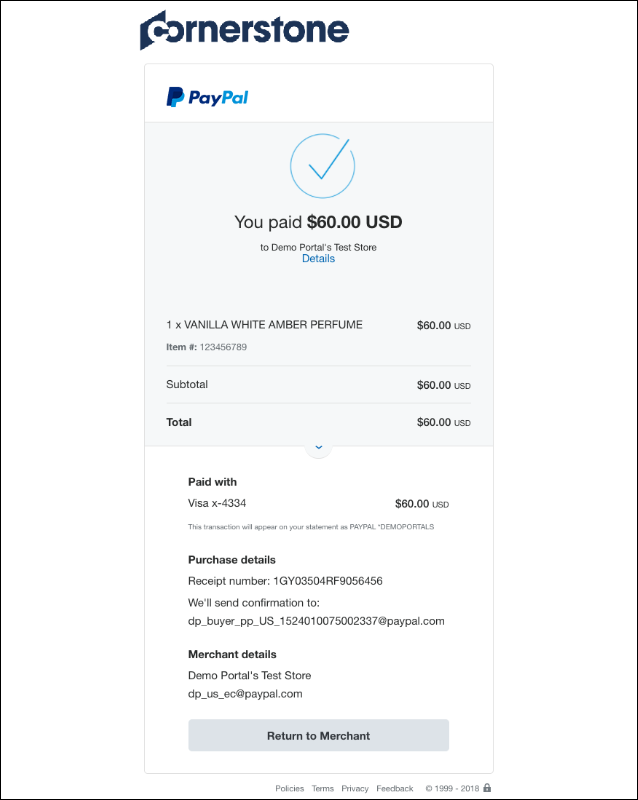 cornerstone
PayPal
You paid $60.00 USD
to Demo Portal's Test Store
Details
1 x VANILLA WHITE AMBER PERFUME $60.00 USD
Item #: 123456789
Subtotal $60.00 USD
Total $60.00 USD
Paid with
Visa x-4334 $60.00 USD
This transaction will appear on your statement as PAYPAL *DEMOPORTALS
Purchase details
Receipt number: 1GY03504RF9056456
We'll send confirmation to:
dp_buyer_pp_US_1524010075002337@paypal.com
Merchant details
Demo Portal's Test Store
dp_us_ec@paypal.com
Return to Merchant
Policies Terms Privacy Feedback © 1999 - 2018